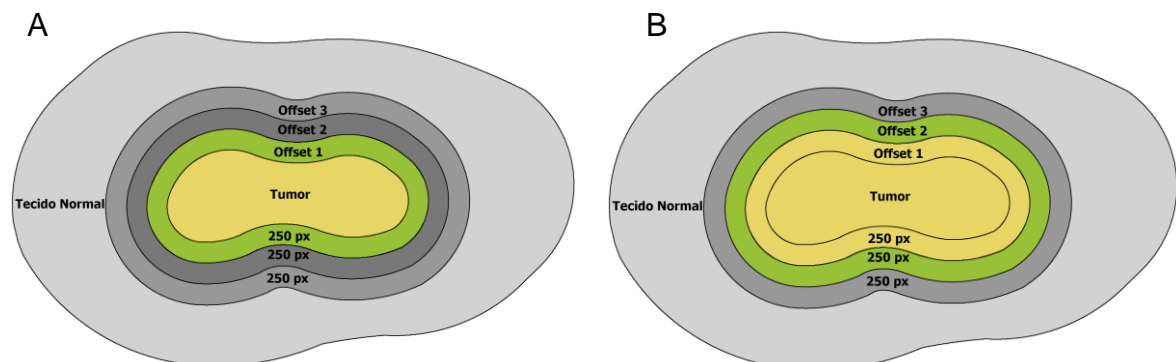 A
Offset 3
Offset 2
Offset 1
Tumor
Tecido Normal
250 px
250 px
250 px
B
Offset 3
Offset 2
Offset 1
Tumor
Tecido Normal
250 px
250 px
250 px